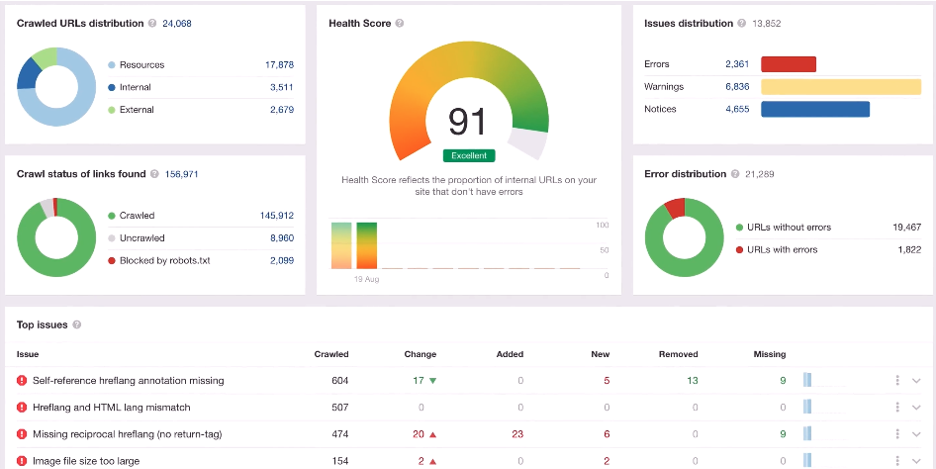 Crawled URLs distribution ? 24,068
Resources 17,878
Internal 3,511
External 2,679
Health Score ?
91
Excellent
Health Score reflects the proportion of internal URLs on your
site that don't have errors
100
50
0
19 Aug
Issues distribution ? 13,852
Errors 2,361
Warnings 6,836
Notices 4,655
Crawl status of links found ? 156,971
Crawled 145,912
Uncrawled 8,960
Blocked by robots.txt 2,099
Error distribution ? 21,289
URLs without errors 19,467
URLs with errors 1,822
Top issues ?
Issue Crawled Change Added New Removed Missing
Self-reference hreflang annotation missing 604 17 ▼ 0 5 13 9
Hreflang and HTML lang mismatch 507 0 0 0 0 0
Missing reciprocal hreflang (no return-tag) 474 20 ▲ 23 6 0 9
Image file size too large 154 2 ▲ 0 2 0 0